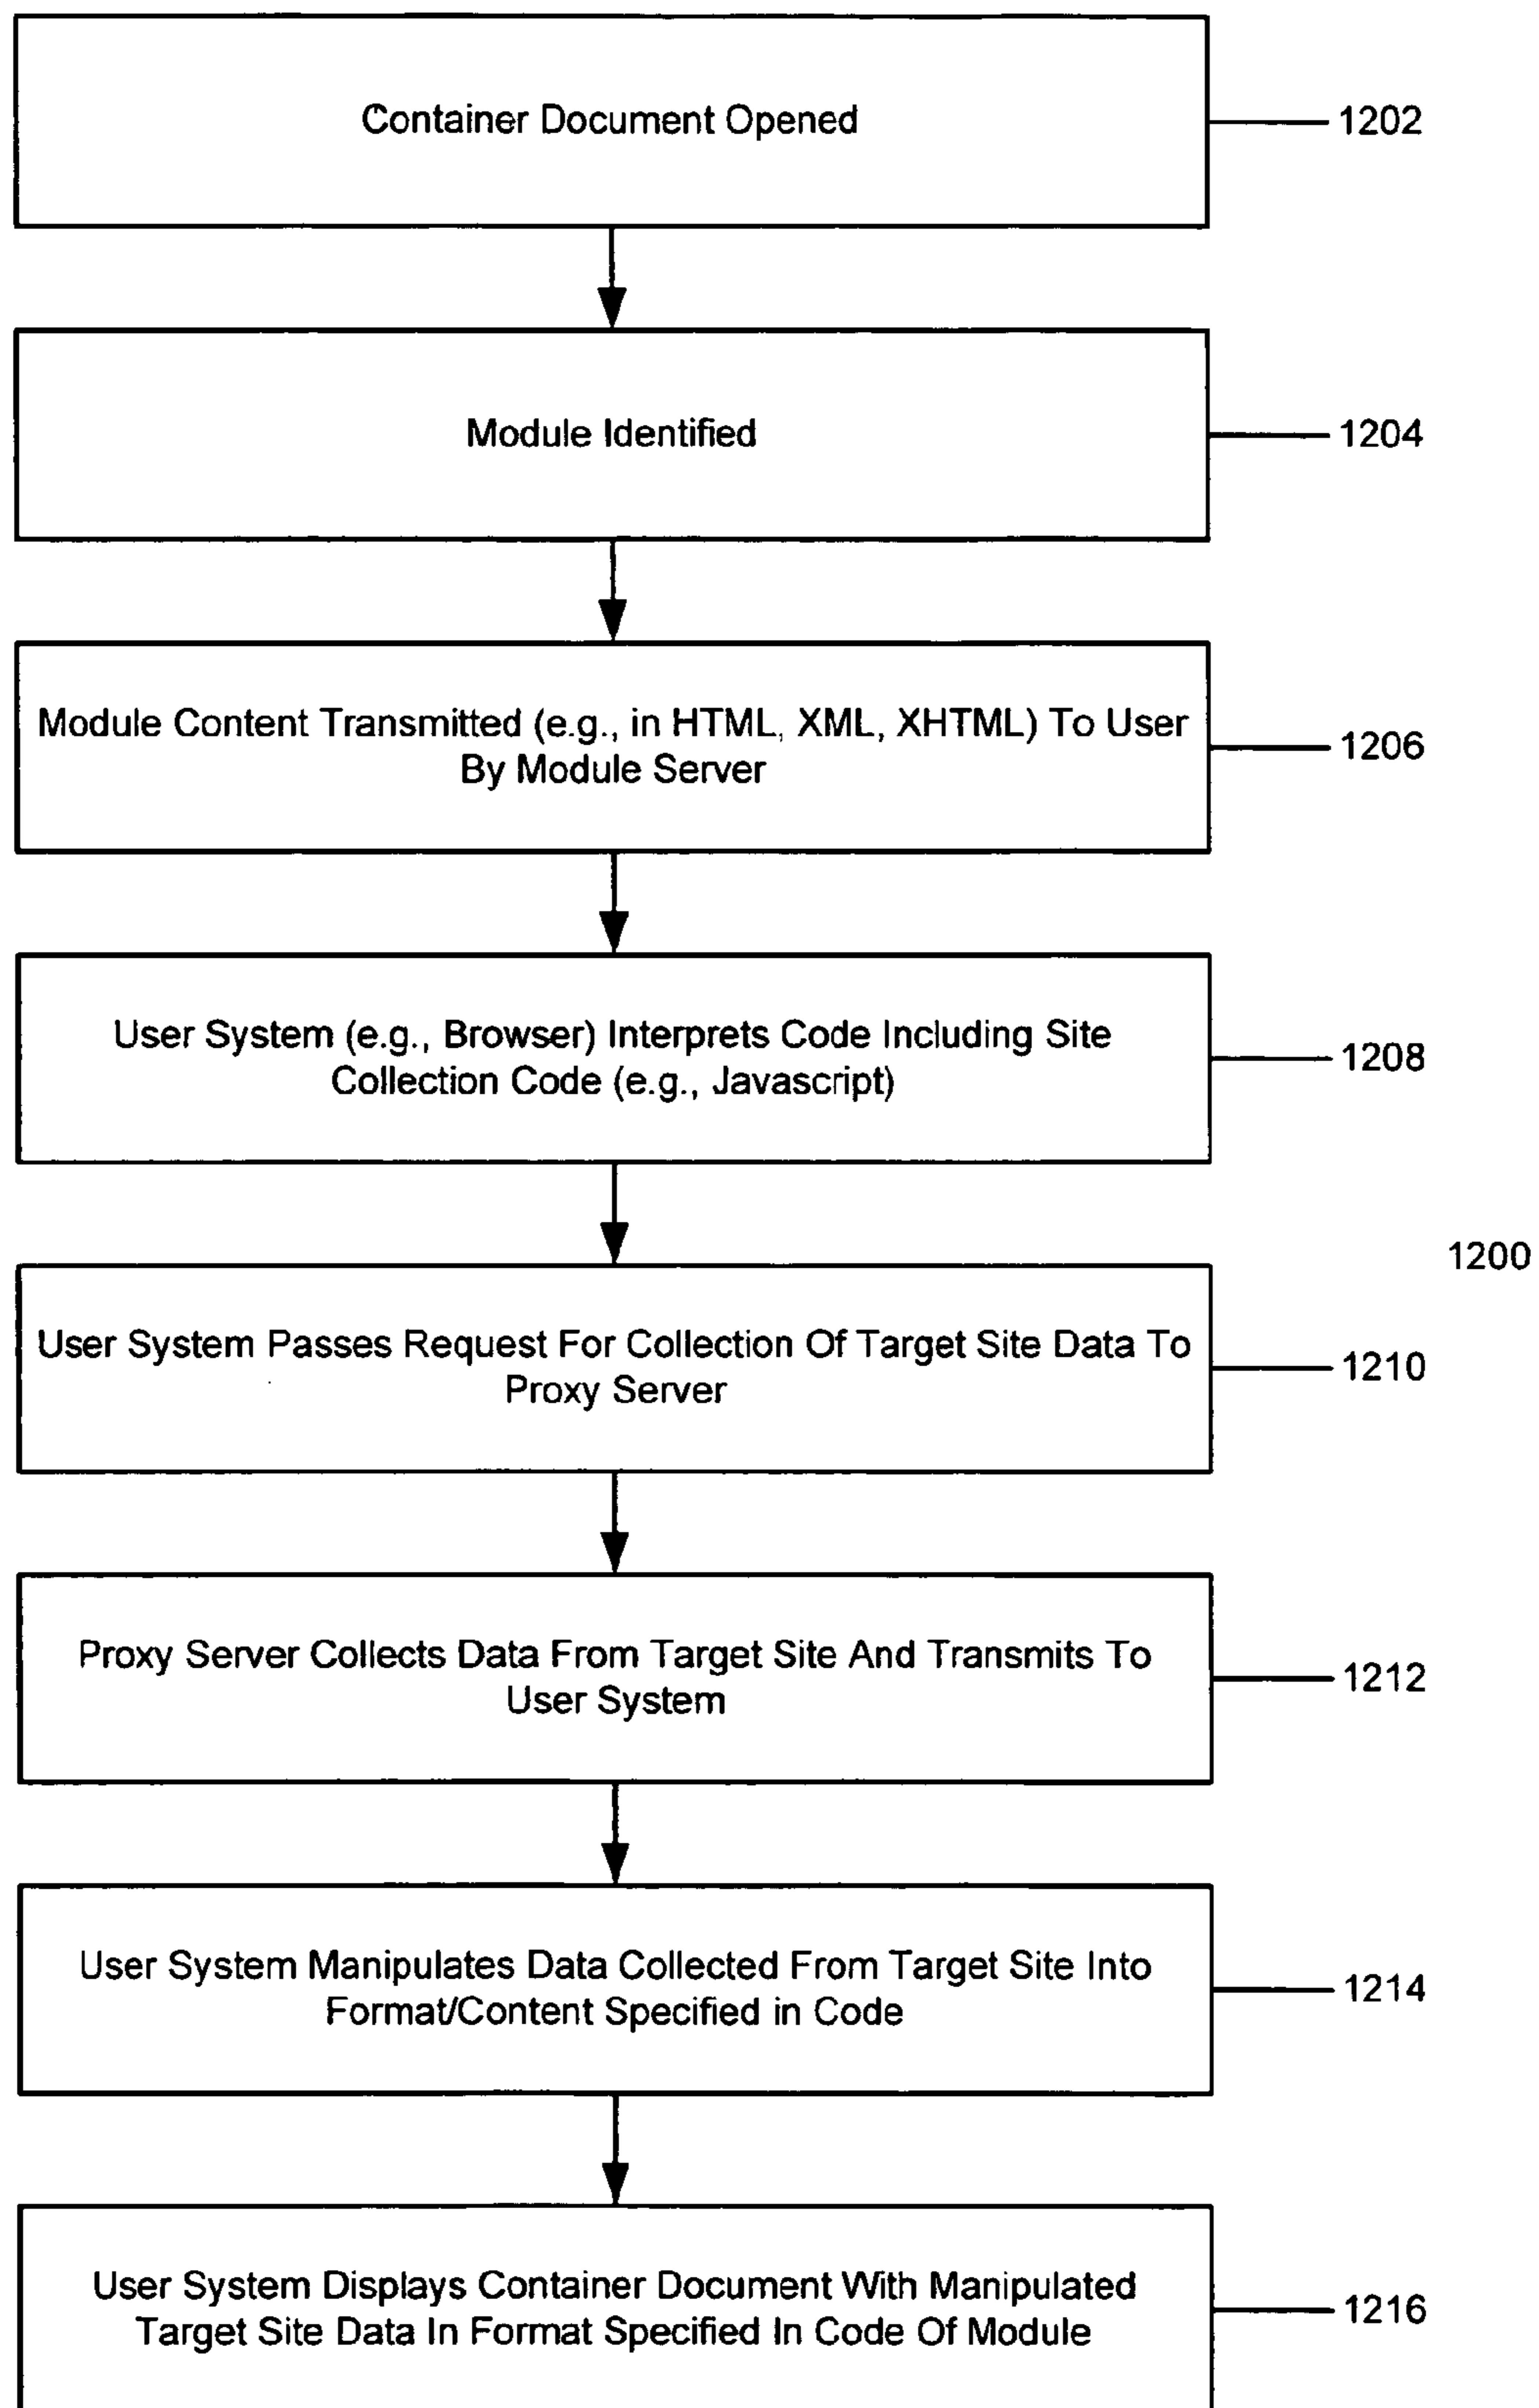 Container Document Opened
1202
Module Identified
1204
Module Content Transmitted (e.g., in HTML, XML, XHTML) To User
By Module Server
1206
User System (e.g., Browser) Interprets Code Including Site
Collection Code (e.g., Javascript)
1208
1200
User System Passes Request For Collection Of Target Site Data To
Proxy Server
1210
Proxy Server Collects Data From Target Site And Transmits To
User System
1212
User System Manipulates Data Collected From Target Site Into
Format/Content Specified in Code
1214
User System Displays Container Document With Manipulated
Target Site Data In Format Specified In Code Of Module
1216